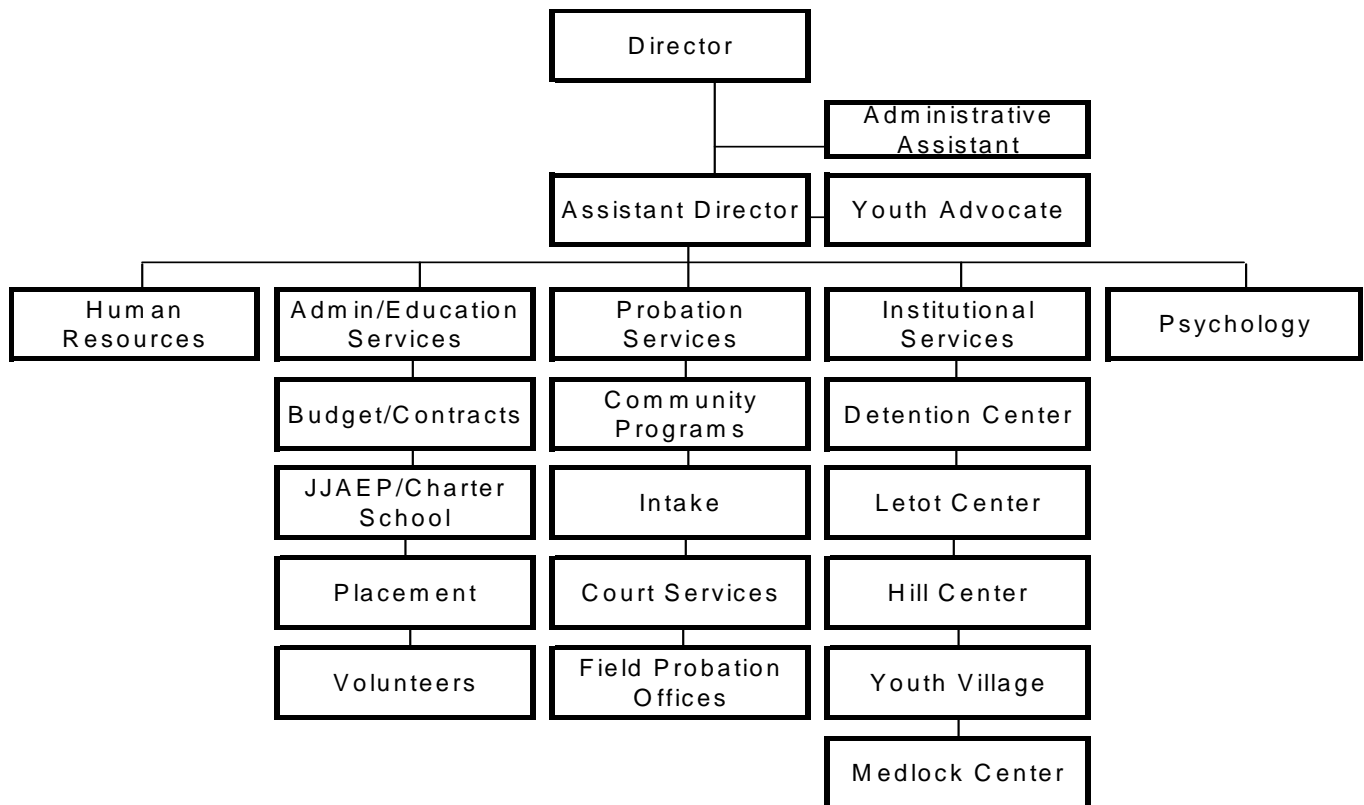 Director
Administrative
Assistant
Assistant Director
Youth Advocate
Human
Resources
Admin/Education
Services
Probation
Services
Institutional
Services
Psychology
Budget/Contracts
Community
Programs
Detention Center
JJAEP/Charter
School
Intake
Letot Center
Placement
Court Services
Hill Center
Volunteers
Field Probation
Offices
Youth Village
Medlock Center